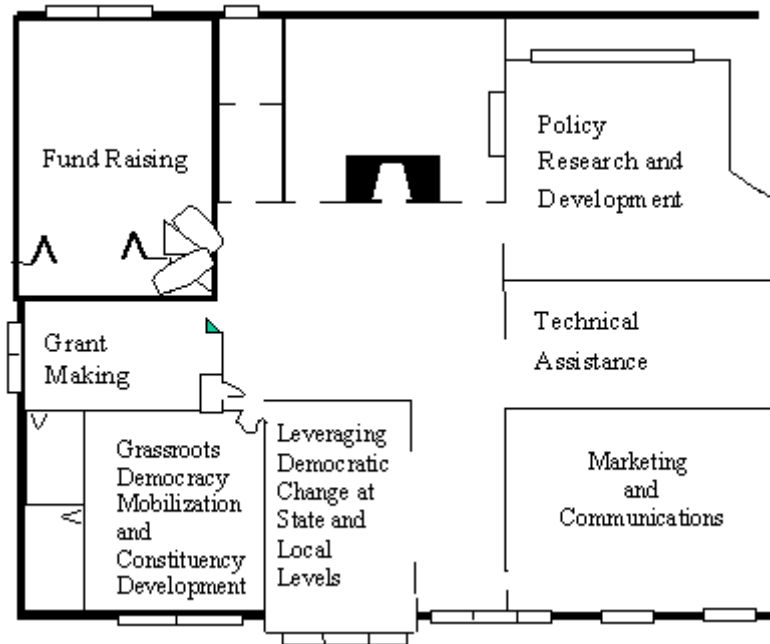 Fund Raising
Policy
Research and
Development
Grant
Making
Technical
Assistance
Grassroots
Democracy
Mobilization
and
Constituency
Development
Leveraging
Democratic
Change at
State and
Local
Levels
Marketing
and
Communications